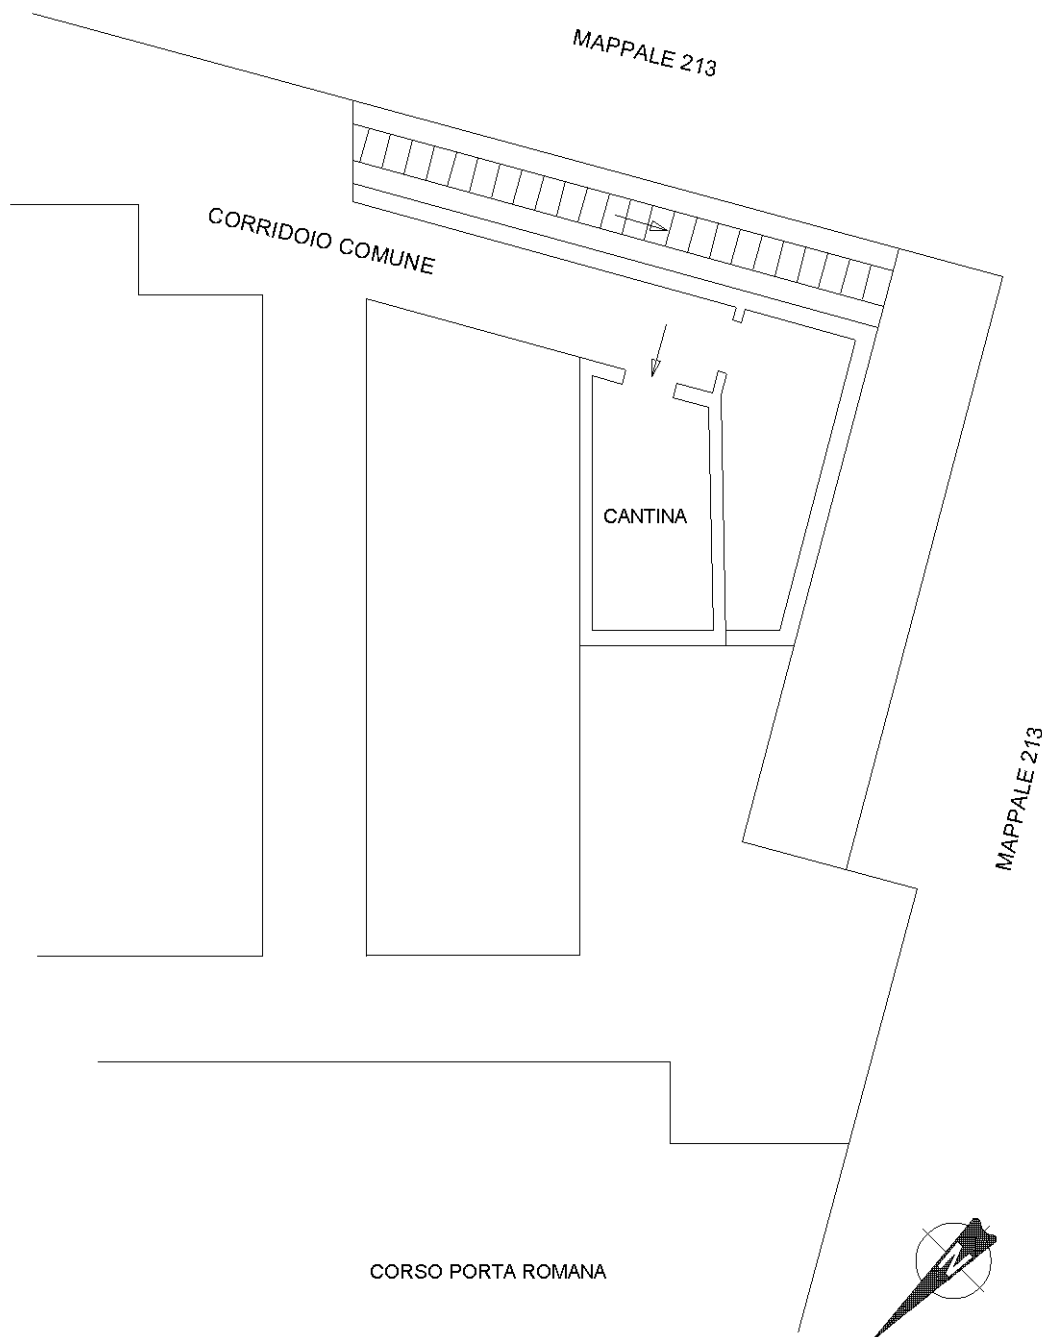 MAPPALE 213
CORRIDOIO COMUNE
CANTINA
MAPPALE 213
CORSO PORTA ROMANA
N